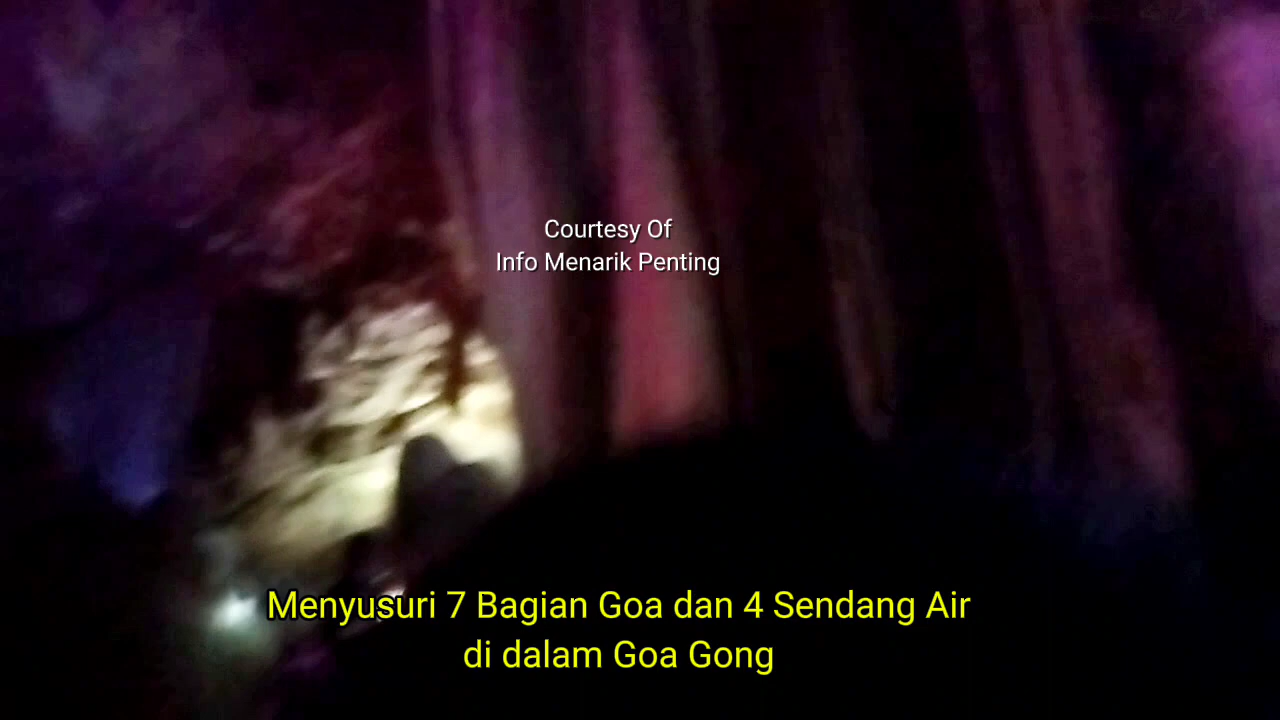 Courtesy Of
Info Menarik Penting
Menyusuri 7 Bagian Goa dan 4 Sendang Air
di dalam Goa Gong